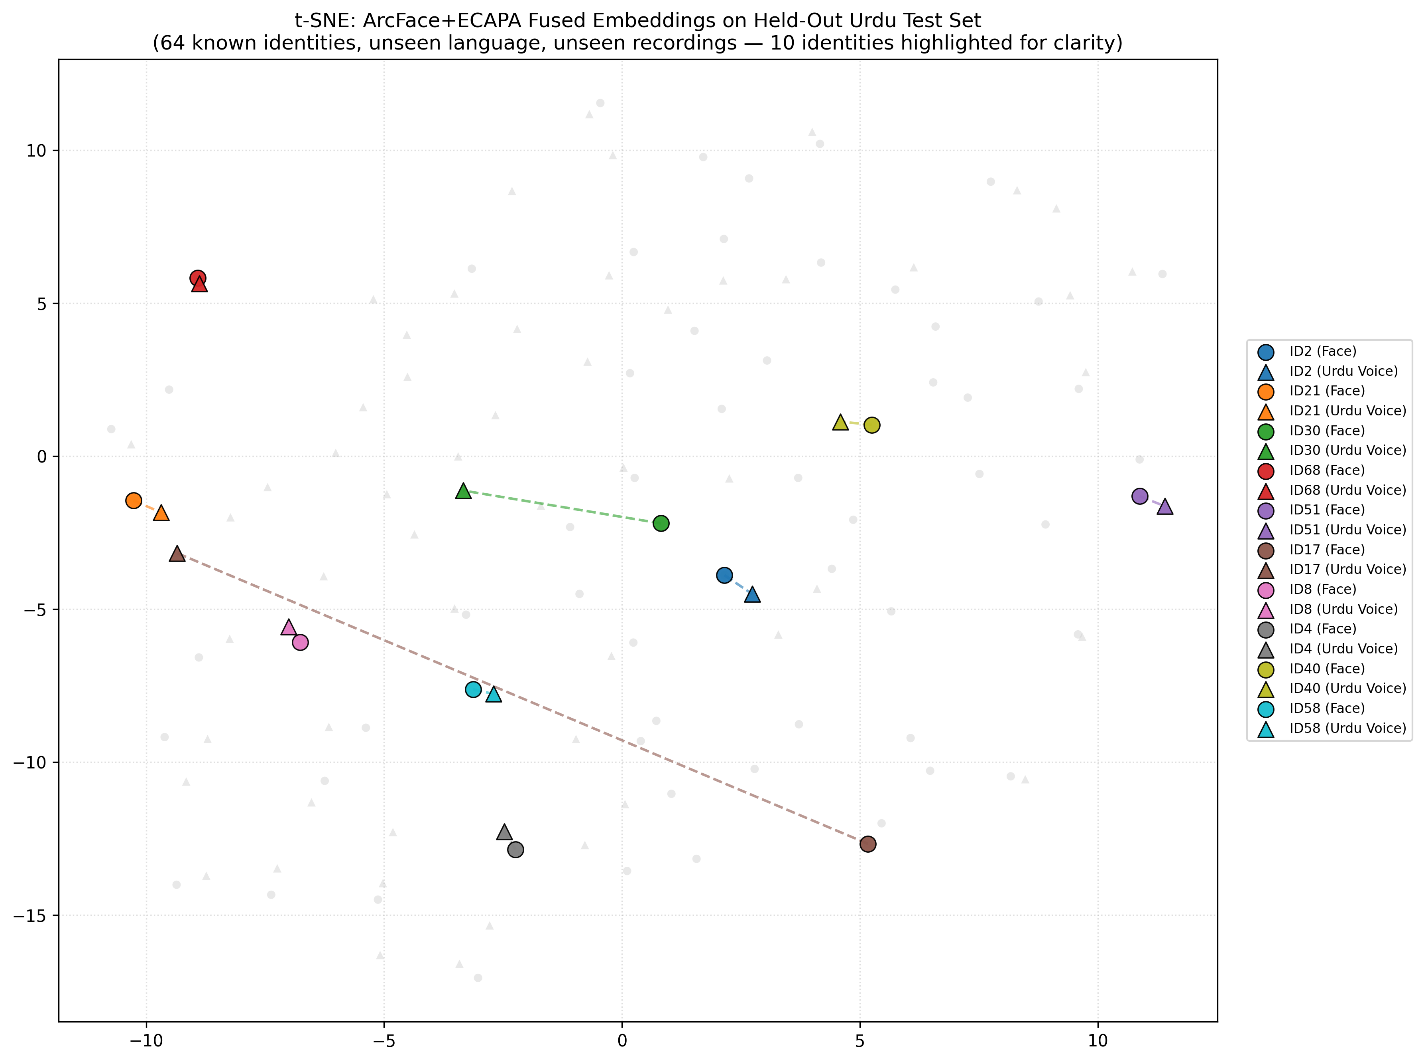 t-SNE: ArcFace+ECAPA Fused Embeddings on Held-Out Urdu Test Set
(64 known identities, unseen language, unseen recordings — 10 identities highlighted for clarity)
10
5
0
−5
−10
−15
−10
−5
0
5
10
ID2 (Face)
ID2 (Urdu Voice)
ID21 (Face)
ID21 (Urdu Voice)
ID30 (Face)
ID30 (Urdu Voice)
ID68 (Face)
ID68 (Urdu Voice)
ID51 (Face)
ID51 (Urdu Voice)
ID17 (Face)
ID17 (Urdu Voice)
ID8 (Face)
ID8 (Urdu Voice)
ID4 (Face)
ID4 (Urdu Voice)
ID40 (Face)
ID40 (Urdu Voice)
ID58 (Face)
ID58 (Urdu Voice)